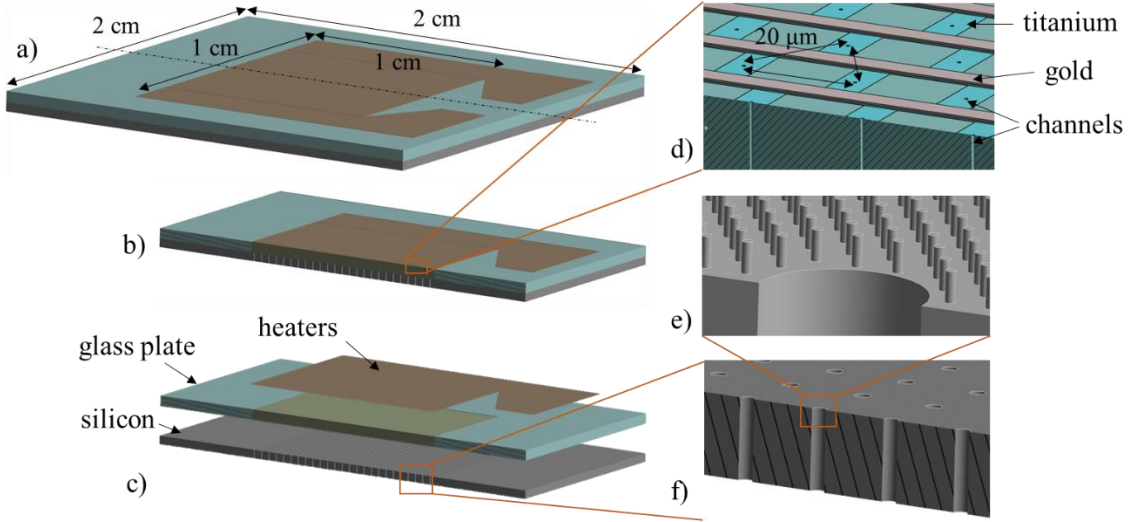 a)
2 cm
2 cm
1 cm
1 cm
b)
c)
glass plate
heaters
silicon
d)
20 μm
titanium
gold
channels
e)
f)